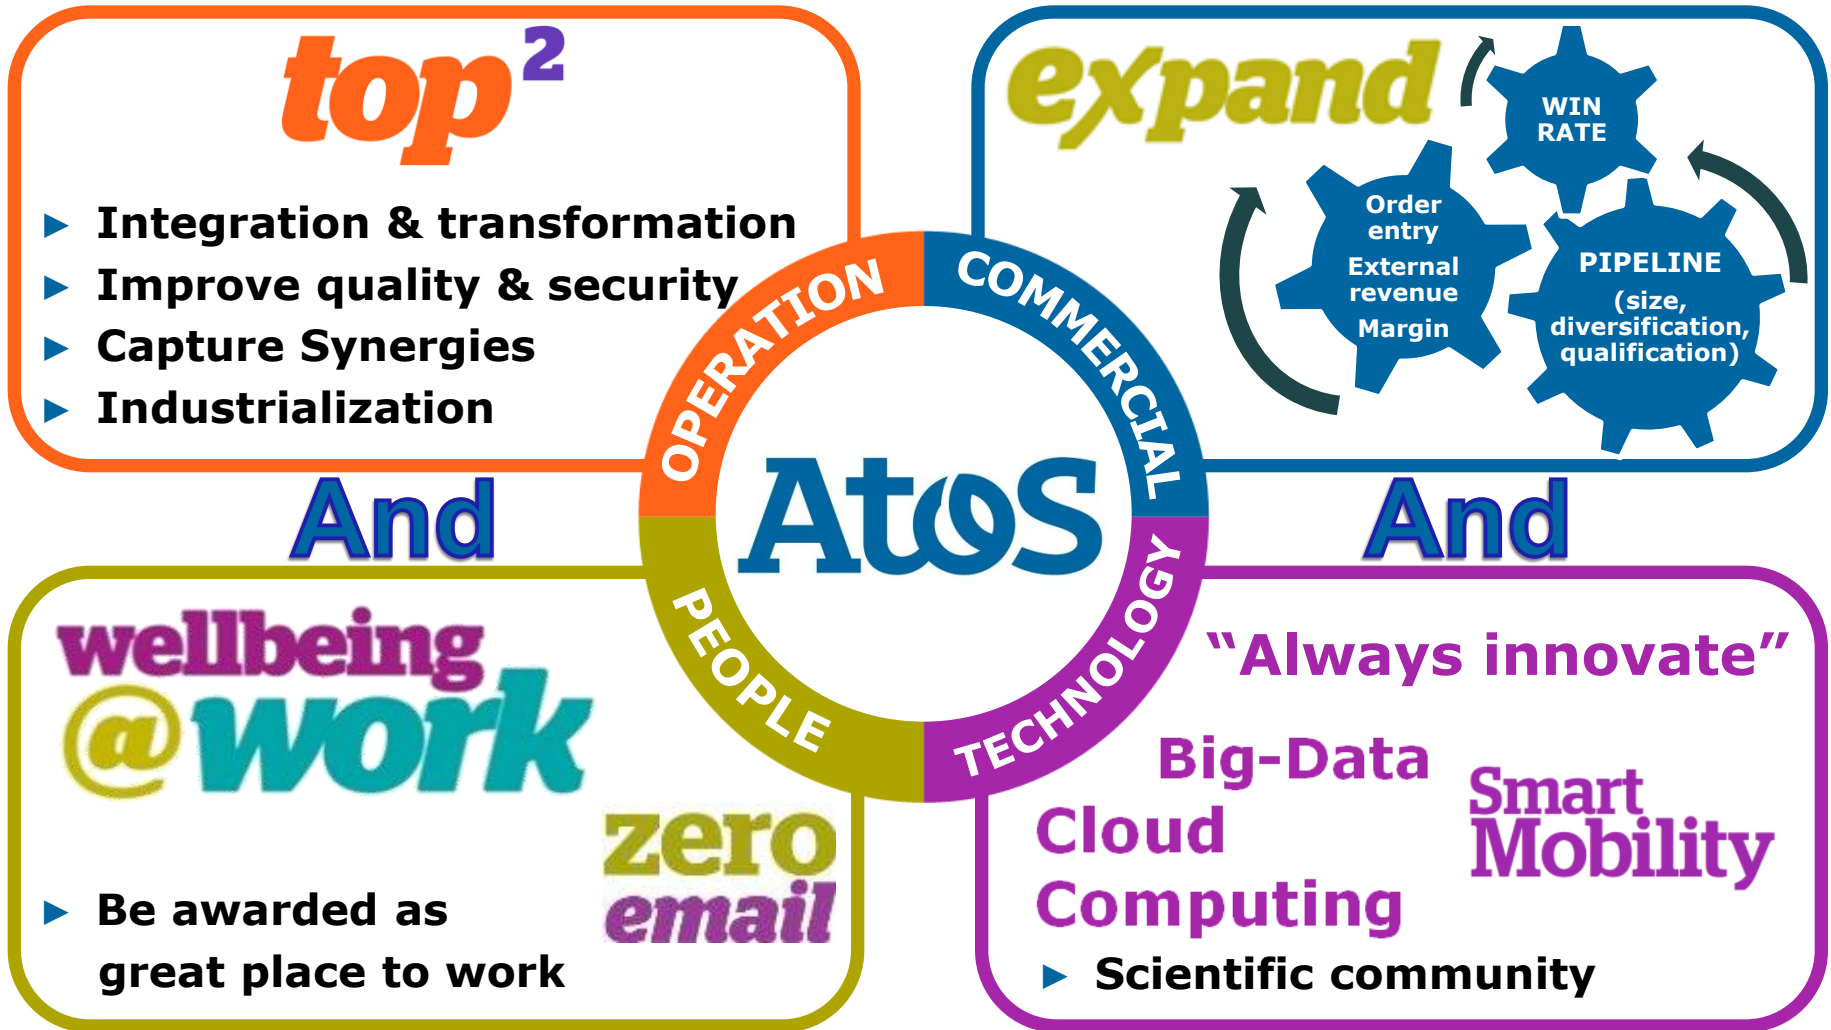 top²
► Integration & transformation
► Improve quality & security
► Capture Synergies
► Industrialization
expand
WIN
RATE
Order
entry
External
revenue
Margin
PIPELINE
(size,
diversification,
qualification)
OPERATION
COMMERCIAL
And
Atos
And
PEOPLE
TECHNOLOGY
wellbeing
@work
zero
email
► Be awarded as
great place to work
“Always innovate”
Big-Data
Cloud
Computing
Smart
Mobility
► Scientific community